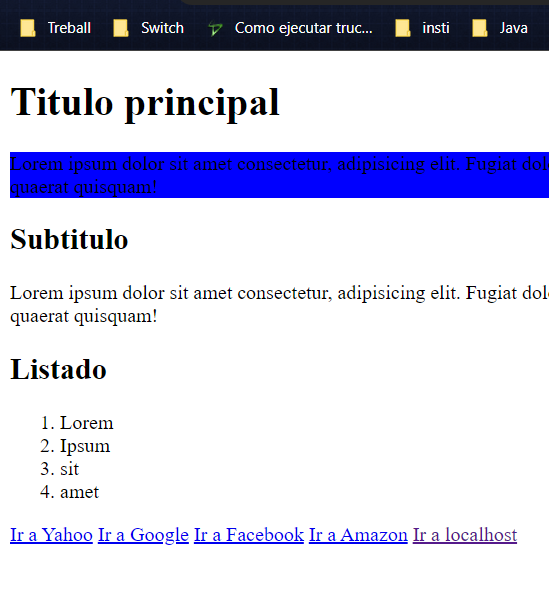 Treball Switch Como ejecutar truc... insti Java
Titulo principal
Lorem ipsum dolor sit amet consectetur, adipisicing elit. Fugiat
quaerat quisquam!
Subtitulo
Lorem ipsum dolor sit amet consectetur, adipisicing elit. Fugiat
quaerat quisquam!
Listado
1. Lorem
2. Ipsum
3. sit
4. amet
Ir a Yahoo Ir a Google Ir a Facebook Ir a Amazon Ir a localhost